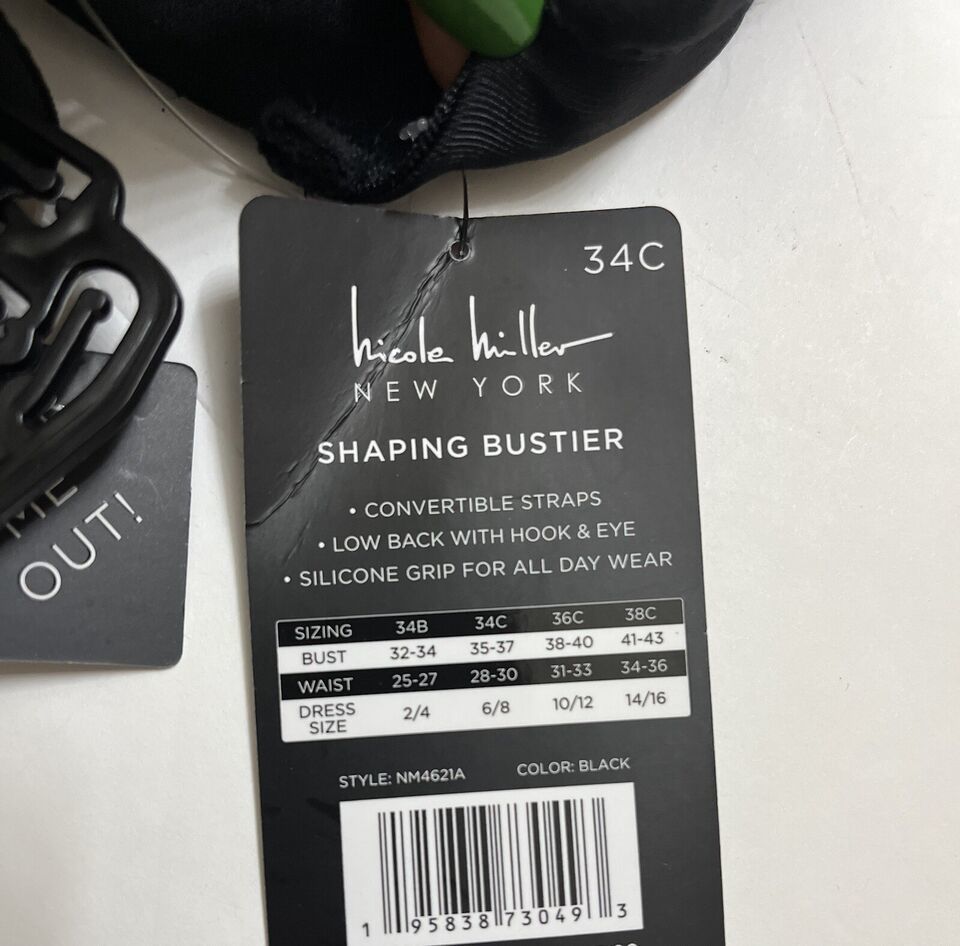 34C
nicole miller
NEW YORK
SHAPING BUSTIER
• CONVERTIBLE STRAPS
• LOW BACK WITH HOOK & EYE
• SILICONE GRIP FOR ALL DAY WEAR
SIZING 34B 34C 36C 38C
BUST 32-34 35-37 38-40 41-43
WAIST 25-27 28-30 31-33 34-36
DRESS SIZE 2/4 6/8 10/12 14/16
STYLE: NM4621A COLOR: BLACK
1 95838 73049 3
ME
OUT!